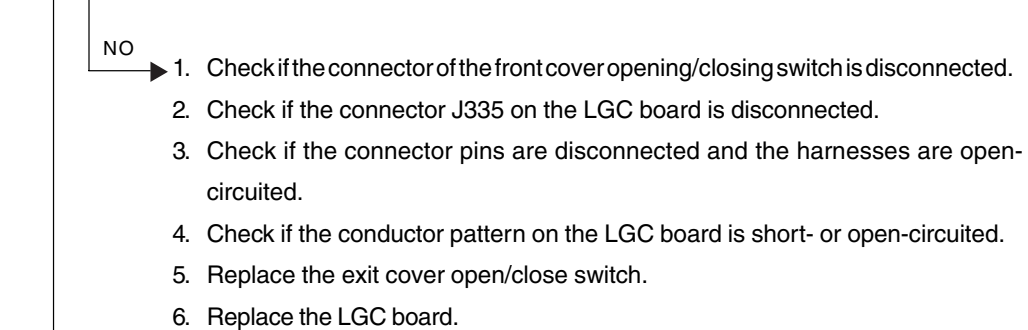 NO
1. Check if the connector of the front cover opening/closing switch is disconnected.
2. Check if the connector J335 on the LGC board is disconnected.
3. Check if the connector pins are disconnected and the harnesses are open-
circuited.
4. Check if the conductor pattern on the LGC board is short- or open-circuited.
5. Replace the exit cover open/close switch.
6. Replace the LGC board.